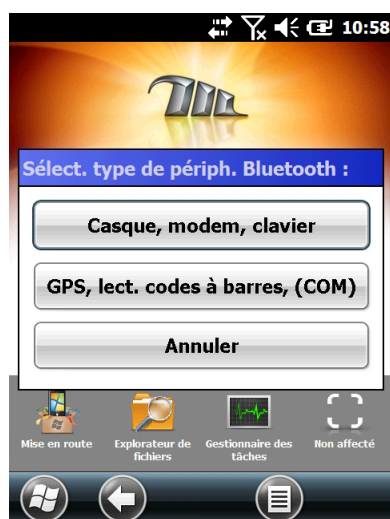 10:58
Sélect. type de périph. Bluetooth :
Casque, modem, clavier
GPS, lect. codes à barres, (COM)
Annuler
Mise en route
Explorateur de
fichiers
Gestionnaire des
tâches
Non affecté